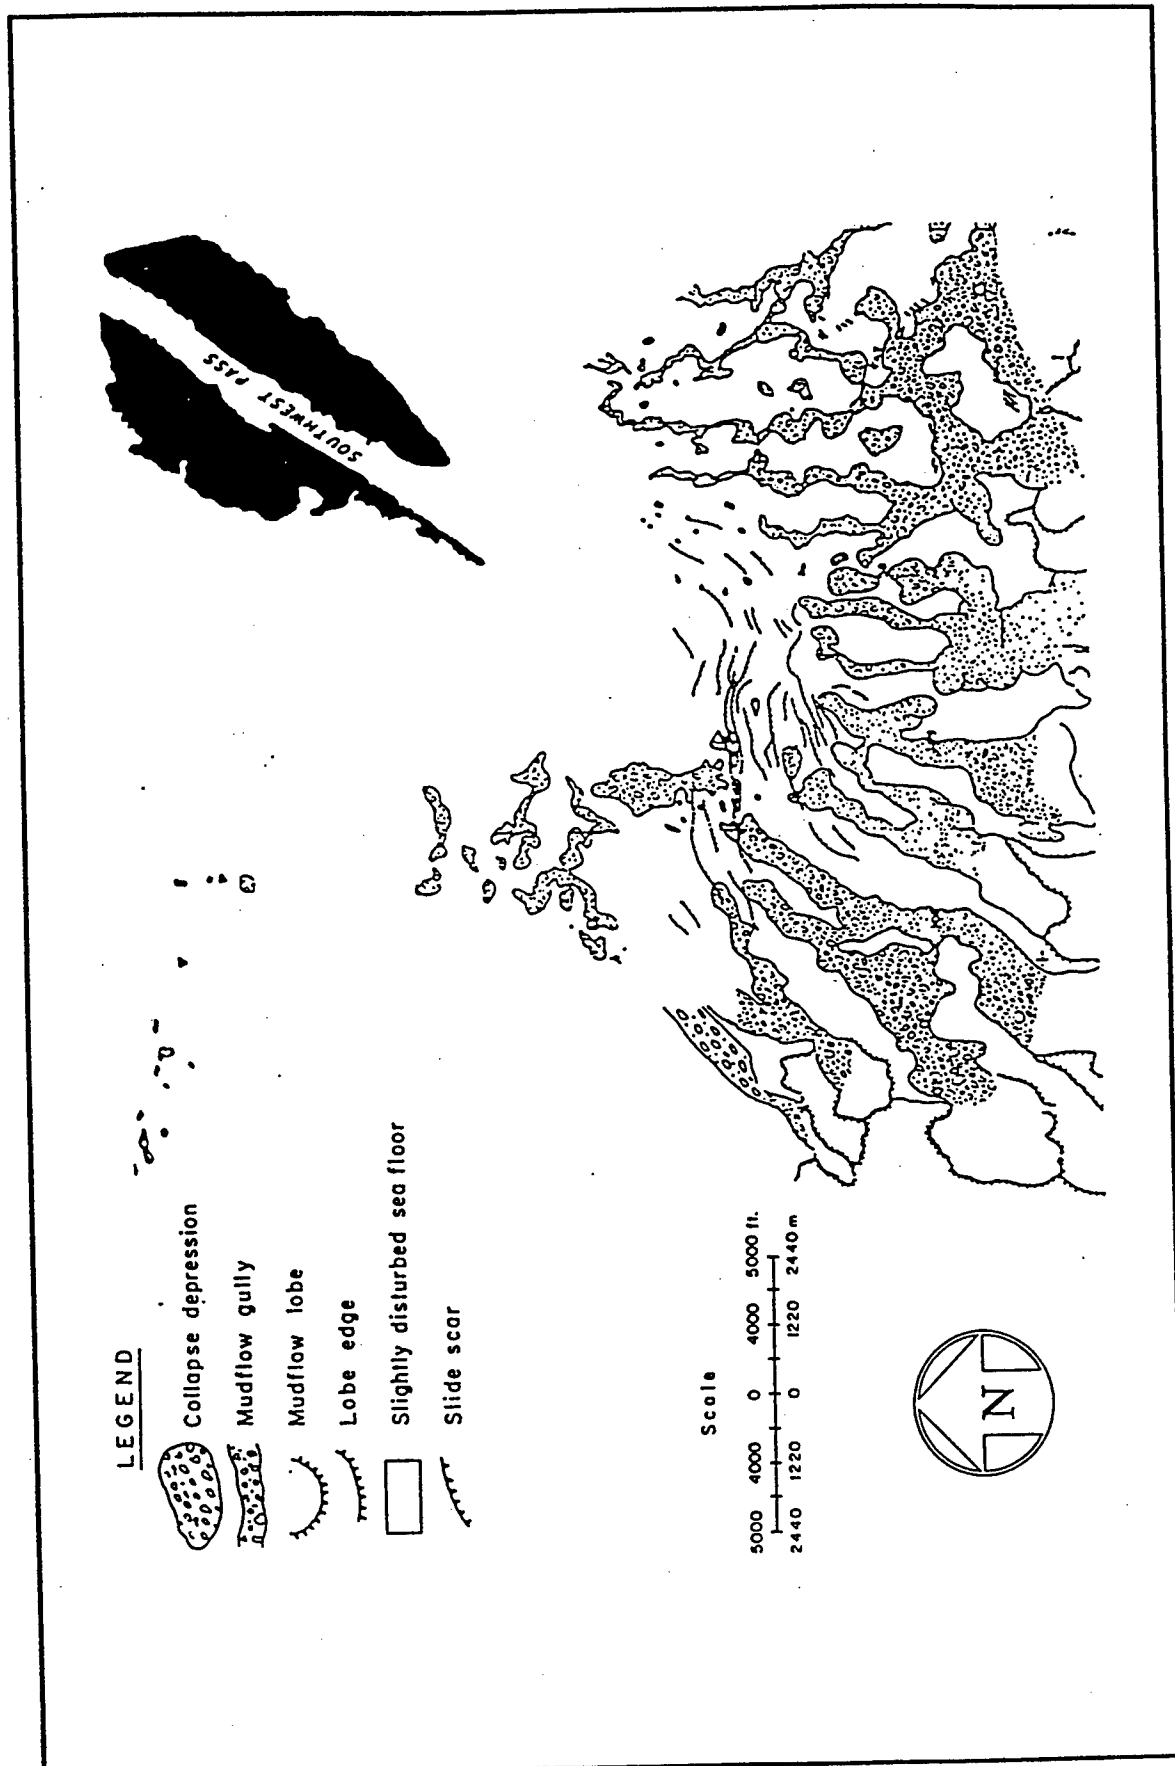 SOUTHWEST PASS
LEGEND
Collapse depression
Mudflow gully
Mudflow lobe
Lobe edge
Slightly disturbed sea floor
Slide scar
Scale
5000 4000 0 4000 5000 ft.
2440 1220 0 1220 2440 m
N